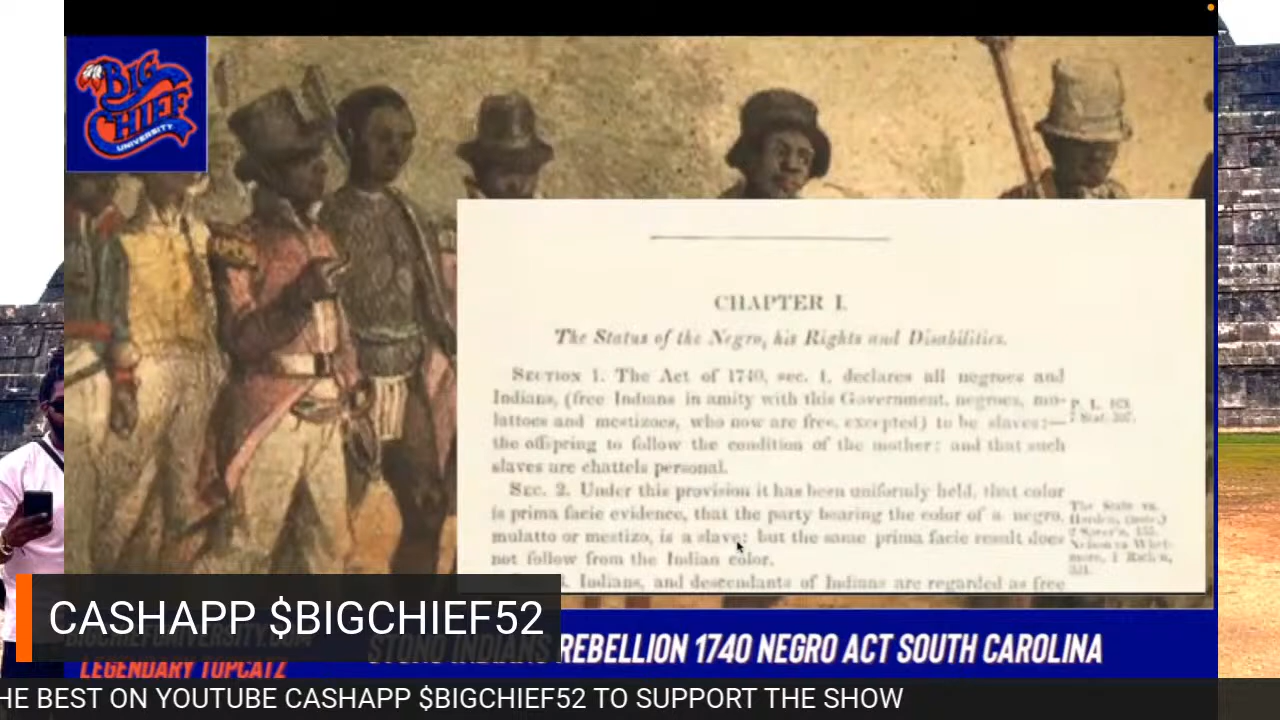 BIG
CHIEF
UNIVERSITY
CHAPTER I.
The Status of the Negro, his Rights and Disabilities.
SECTION 1. The Act of 1740, sec. 1, declares all negroes and
Indians, (free Indians in amity with this Government, negroes, mu-
lattoes and mestizoes, who now are free, excepted) to be slaves:—
the offspring to follow the condition of the mother: and that such
slaves are chattels personal.
SEC. 2. Under this provision it has been uniformly held, that color
is prima facie evidence, that the party bearing the color of a negro,
mulatto or mestizo, is a slave: but the same prima facie result does
not follow from the Indian color.
Indians, and descendants of Indians are regarded as free
The State vs.
CASHAPP $BIGCHIEF52
INDIANS REBELLION 1740 NEGRO ACT SOUTH CAROLINA
LEGENDARY TOPCATZ
HE BEST ON YOUTUBE CASHAPP $BIGCHIEF52 TO SUPPORT THE SHOW